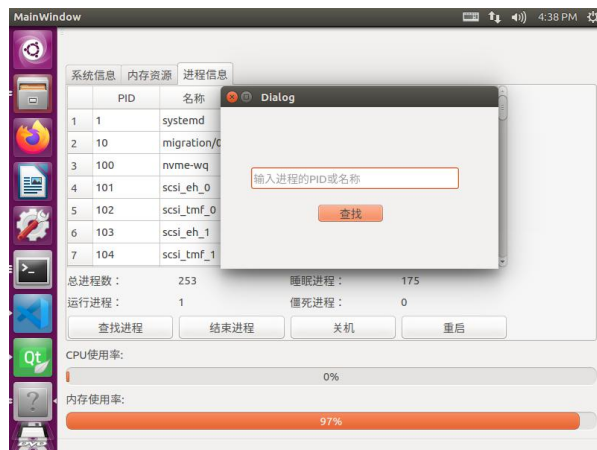 MainWindow 4:38 PM
系统信息 内存资源 进程信息
PID 名称
Dialog
1 1 systemd
2 10 migration/0
3 100 nvme-wq
4 101 scsi_eh_0
5 102 scsi_tmf_0
6 103 scsi_eh_1
7 104 scsi_tmf_1
输入进程的PID或名称
查找
总进程数： 253 睡眠进程： 175
运行进程： 1 僵死进程： 0
查找进程 结束进程 关机 重启
CPU使用率:
0%
内存使用率:
97%
Qt